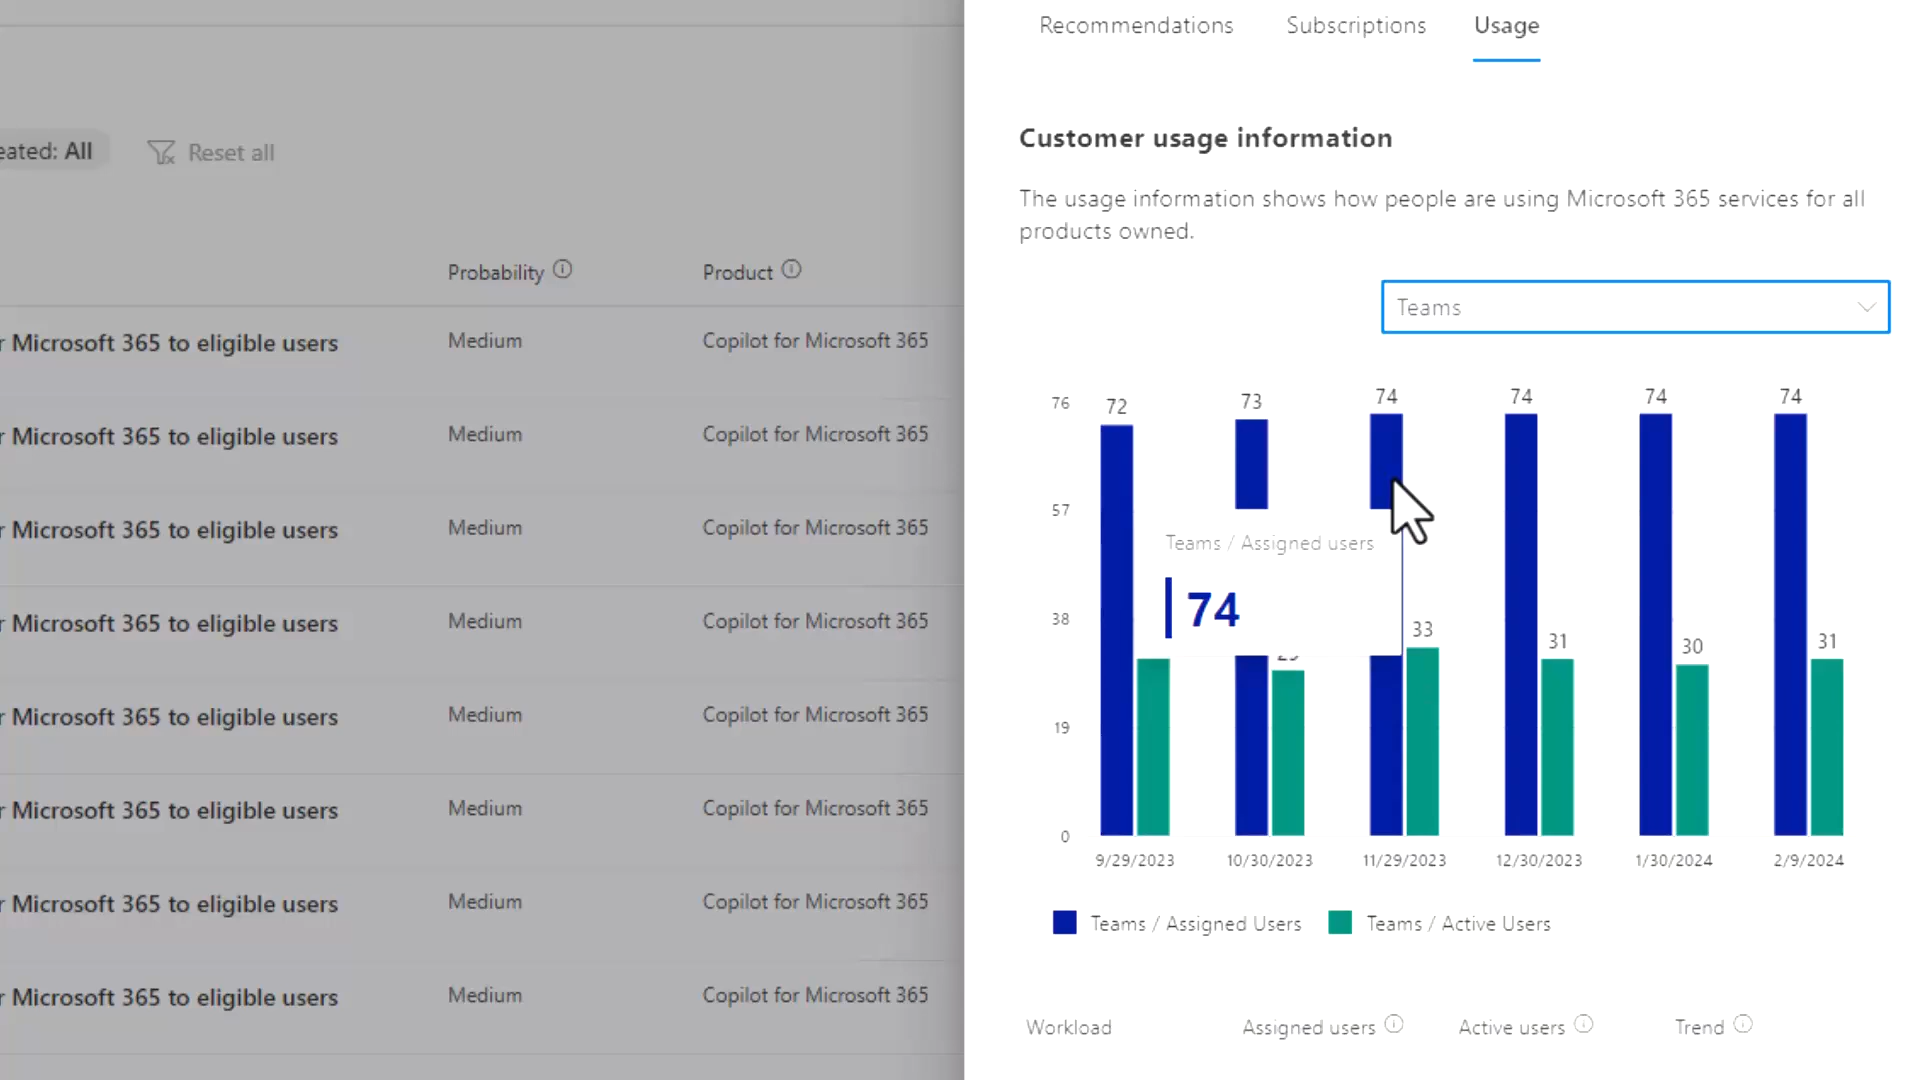 Recommendations Subscriptions Usage
eated: All Reset all
Customer usage information
The usage information shows how people are using Microsoft 365 services for all
products owned.
Probability Product
Teams
r Microsoft 365 to eligible users Medium Copilot for Microsoft 365
r Microsoft 365 to eligible users Medium Copilot for Microsoft 365
r Microsoft 365 to eligible users Medium Copilot for Microsoft 365
r Microsoft 365 to eligible users Medium Copilot for Microsoft 365
r Microsoft 365 to eligible users Medium Copilot for Microsoft 365
r Microsoft 365 to eligible users Medium Copilot for Microsoft 365
r Microsoft 365 to eligible users Medium Copilot for Microsoft 365
r Microsoft 365 to eligible users Medium Copilot for Microsoft 365
76 72 73 74 74 74 74
57
Teams / Assigned users
74
38 33 31 30 31
19
0
9/29/2023 10/30/2023 11/29/2023 12/30/2023 1/30/2024 2/9/2024
Teams / Assigned Users Teams / Active Users
Workload Assigned users Active users Trend